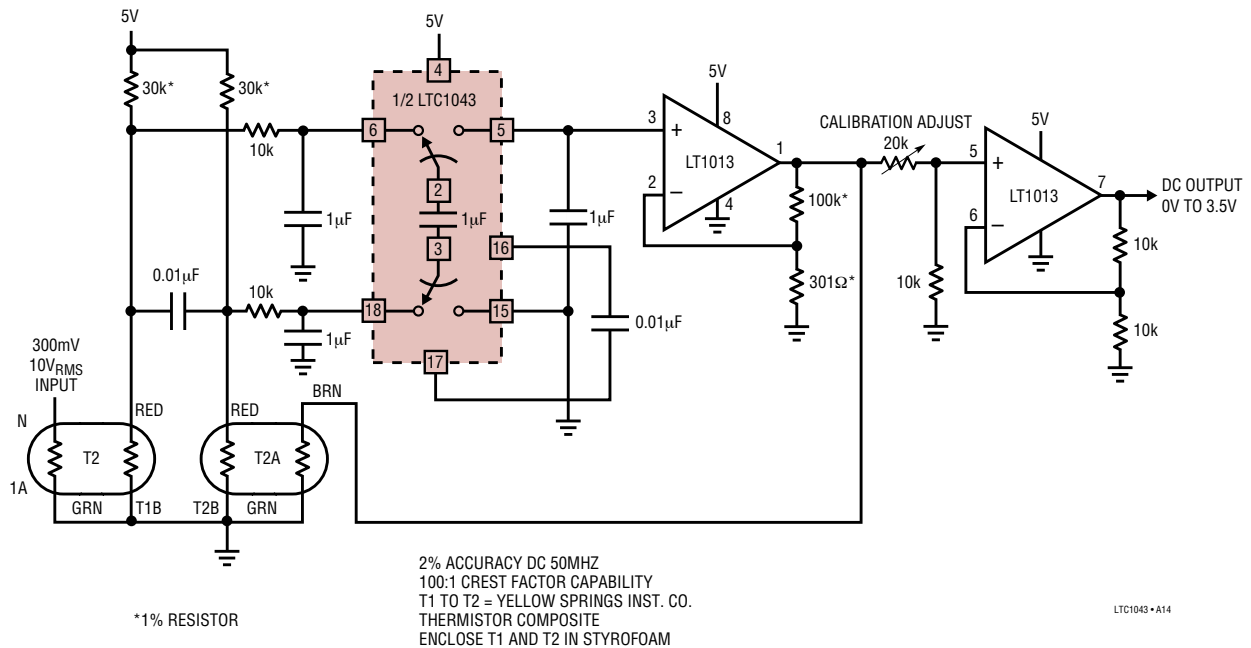 5V
5V
30k*
30k*
4
1/2 LTC1043
5V
5V
6
5
3
+
8
CALIBRATION ADJUST
20k
5
+
10k
LT1013
1
LT1013
7
DC OUTPUT
0V TO 3.5V
2
2
−
4
100k*
6
−
1µF
1µF
1µF
10k
3
16
0.01µF
10k
301Ω*
10k
18
15
0.01µF
10k
1µF
17
300mV
10VRMS
INPUT
BRN
N
RED
RED
T2
T2A
1A
GRN
T1B
T2B
GRN
2% ACCURACY DC 50MHZ
100:1 CREST FACTOR CAPABILITY
T1 TO T2 = YELLOW SPRINGS INST. CO.
THERMISTOR COMPOSITE
ENCLOSE T1 AND T2 IN STYROFOAM
*1% RESISTOR
LTC1043 • A14